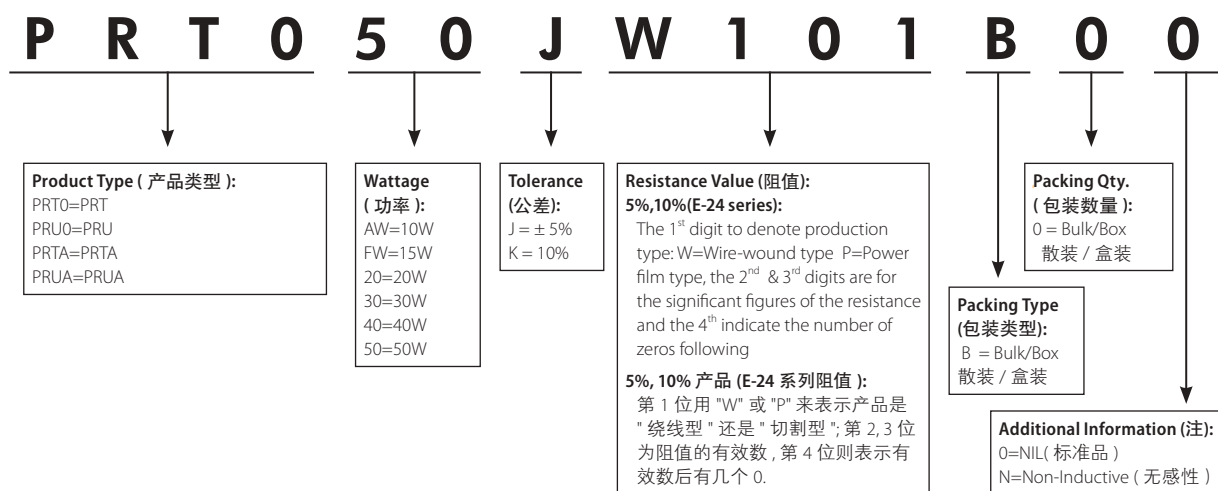 P R T 0 5 0 J W 1 0 1 B 0 0
Product Type ( 产品类型 ):
PRT0=PRT
PRU0=PRU
PRTA=PRTA
PRUA=PRUA
Wattage
( 功率 ):
AW=10W
FW=15W
20=20W
30=30W
40=40W
50=50W
Tolerance
(公差):
J = ± 5%
K = 10%
Resistance Value (阻值):
5%,10%(E-24 series):
The 1st digit to denote production
type: W=Wire-wound type P=Power
film type, the 2nd & 3rd digits are for
the significant figures of the resistance
and the 4th indicate the number of
zeros following
5%, 10% 产品 (E-24 系列阻值 ):
第 1 位用 "W" 或 "P" 来表示产品是
" 绕线型 " 还是 " 切割型 "; 第 2, 3 位
为阻值的有效数 , 第 4 位则表示有
效数后有几个 0.
Packing Type
(包装类型):
B = Bulk/Box
散装 / 盒装
Packing Qty.
( 包装数量 ):
0 = Bulk/Box
散装 / 盒装
Additional Information (注):
0=NIL( 标准品 )
N=Non-Inductive ( 无感性 )